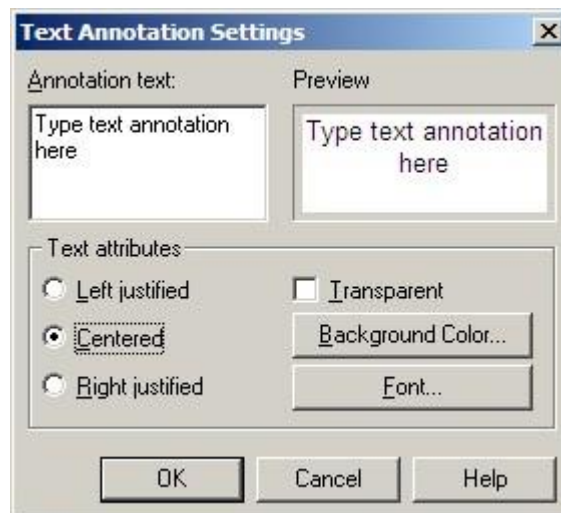 Text Annotation Settings
Annotation text:
Preview
Type text annotation
here
Type text annotation
here
Text attributes
Left justified
Transparent
Centered
Background Color...
Right justified
Font...
OK
Cancel
Help